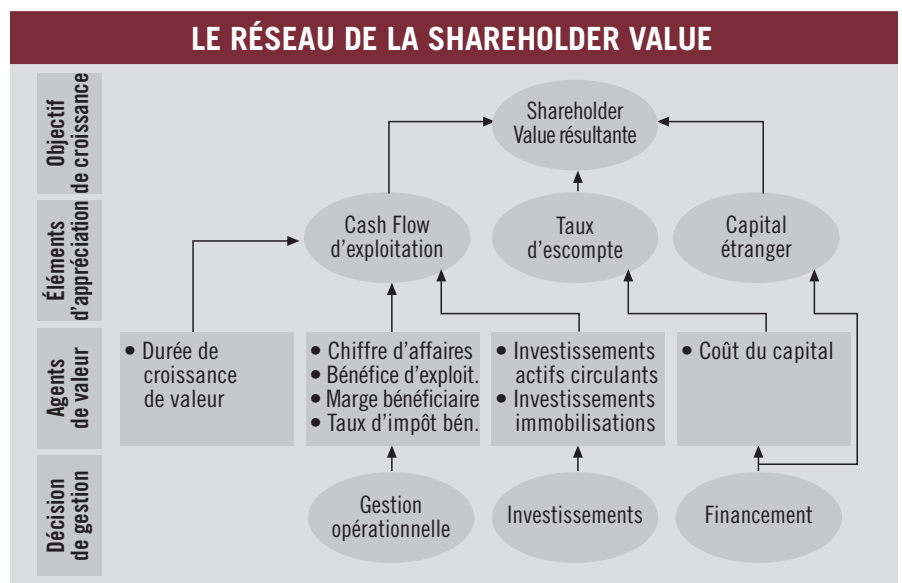 LE RÉSEAU DE LA SHAREHOLDER VALUE
Objectif
de croissance
Shareholder
Value résultante
Éléments
d'appréciation
Cash Flow
d'exploitation
Taux
d'escompte
Capital
étranger
Agents
de valeur
• Durée de
croissance
de valeur
• Chiffre d'affaires
• Bénéfice d'exploit.
• Marge bénéficiaire
• Taux d'impôt bén.
• Investissements
actifs circulants
• Investissements
immobilisations
• Coût du capital
Décision
de gestion
Gestion
opérationnelle
Investissements
Financement